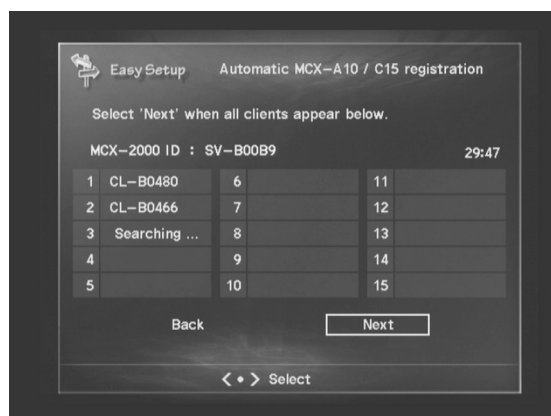 Easy Setup Automatic MCX-A10 / C15 registration
Select 'Next' when all clients appear below.
MCX-2000 ID : SV-B00B9 29:47
1 CL-B0480 6 11
2 CL-B0466 7 12
3 Searching ... 8 13
4 9 14
5 10 15
Back Next
< • > Select